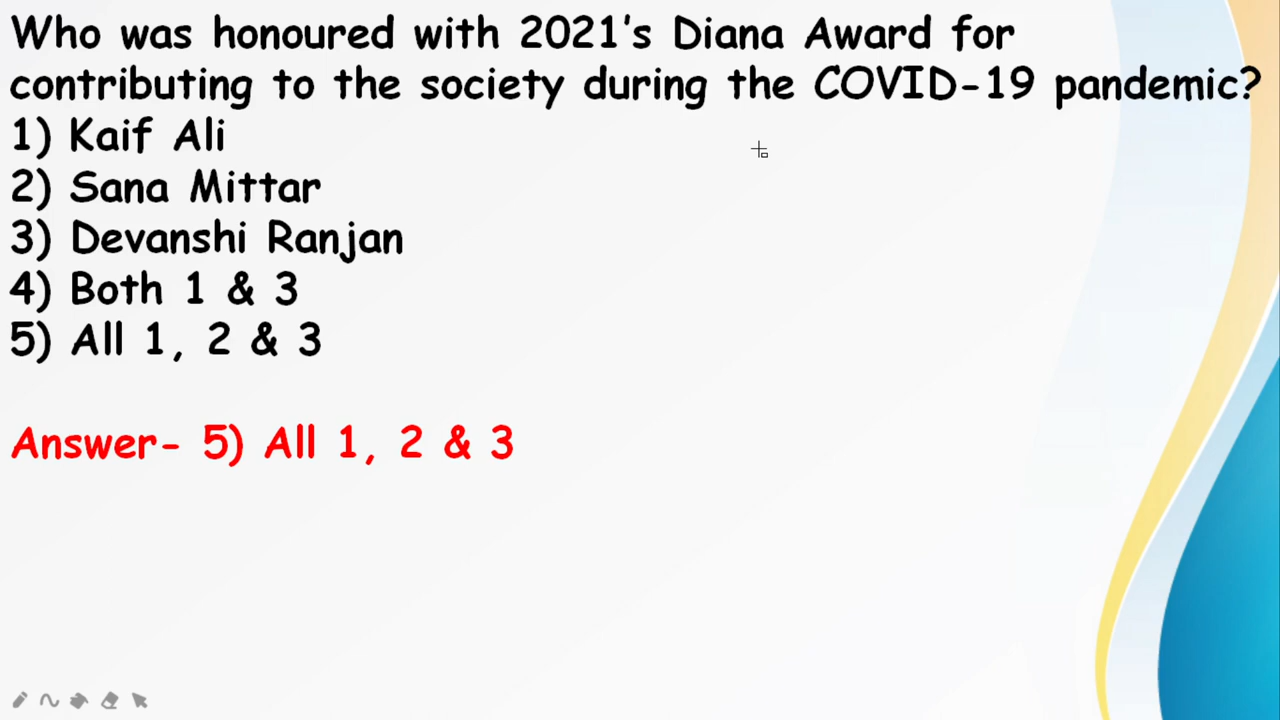 Who was honoured with 2021's Diana Award for
contributing to the society during the COVID-19 pandemic?
1) Kaif Ali
2) Sana Mittar
3) Devanshi Ranjan
4) Both 1 & 3
5) All 1, 2 & 3
Answer- 5) All 1, 2 & 3